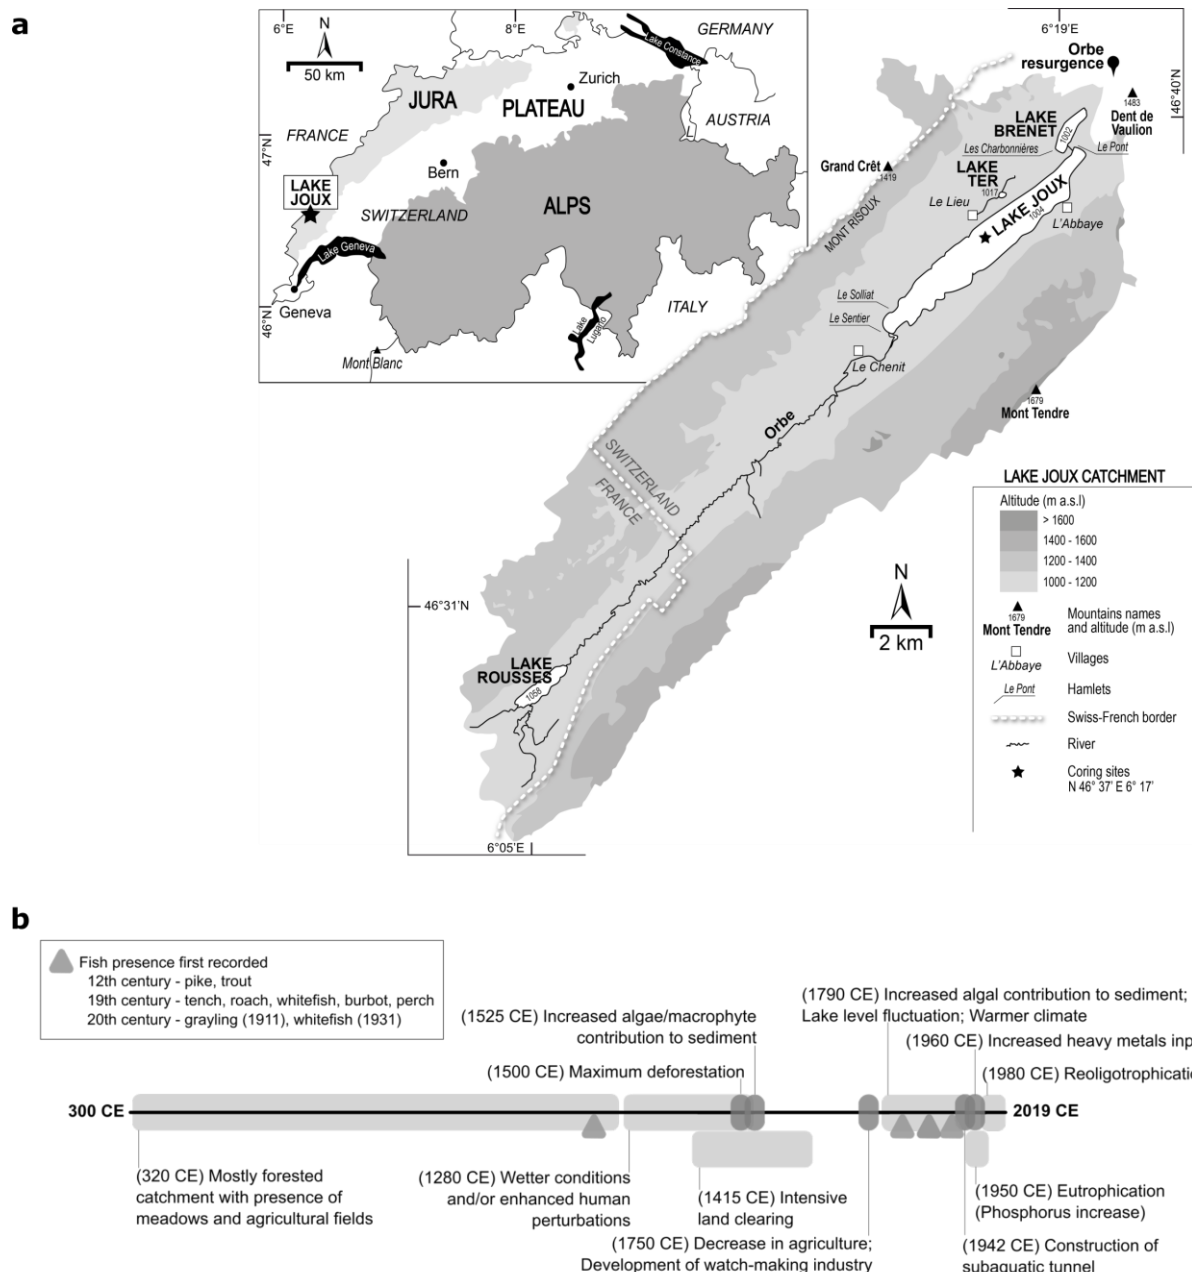 a
6°E
8°E
N
50 km
GERMANY
Lake Constance
Zurich
JURA
PLATEAU
FRANCE
AUSTRIA
47°N
Bern
LAKE
JOUX
SWITZERLAND
ALPS
Lake Geneva
ITALY
46°N
Geneva
Lake
Lugano
Mont Blanc
6°19'E
Orbe
resurgence
46°40'N
1483
Dent de
Vaulion
LAKE
BRENET
1002
Les Charbonnières
Le Pont
Grand Crêt
1419
LAKE
TER
1017
MONT RISOUX
Le Lieu
LAKE JOUX
1004
L'Abbaye
Le Solliat
Le Sentier
Le Chenit
1679
Mont Tendre
Orbe
SWITZERLAND
FRANCE
46°31'N
N
2 km
LAKE
ROUSSES
1058
6°05'E
LAKE JOUX CATCHMENT
Altitude (m a.s.l)
> 1600
1400 - 1600
1200 - 1400
1000 - 1200
1679
Mont Tendre
Mountains names
and altitude (m a.s.l)
L'Abbaye
Villages
Le Pont
Hamlets
Swiss-French border
River
Coring sites
N 46° 37' E 6° 17'
b
Fish presence first recorded
12th century - pike, trout
19th century - tench, roach, whitefish, burbot, perch
20th century - grayling (1911), whitefish (1931)
(1525 CE) Increased algae/macrophyte
contribution to sediment
(1500 CE) Maximum deforestation
(1790 CE) Increased algal contribution to sediment;
Lake level fluctuation; Warmer climate
(1960 CE) Increased heavy metals inp
(1980 CE) Reoligotrophicati
300 CE
2019 CE
(320 CE) Mostly forested
catchment with presence of
meadows and agricultural fields
(1280 CE) Wetter conditions
and/or enhanced human
perturbations
(1415 CE) Intensive
land clearing
(1750 CE) Decrease in agriculture;
Development of watch-making industry
(1950 CE) Eutrophication
(Phosphorus increase)
(1942 CE) Construction of
subaquatic tunnel